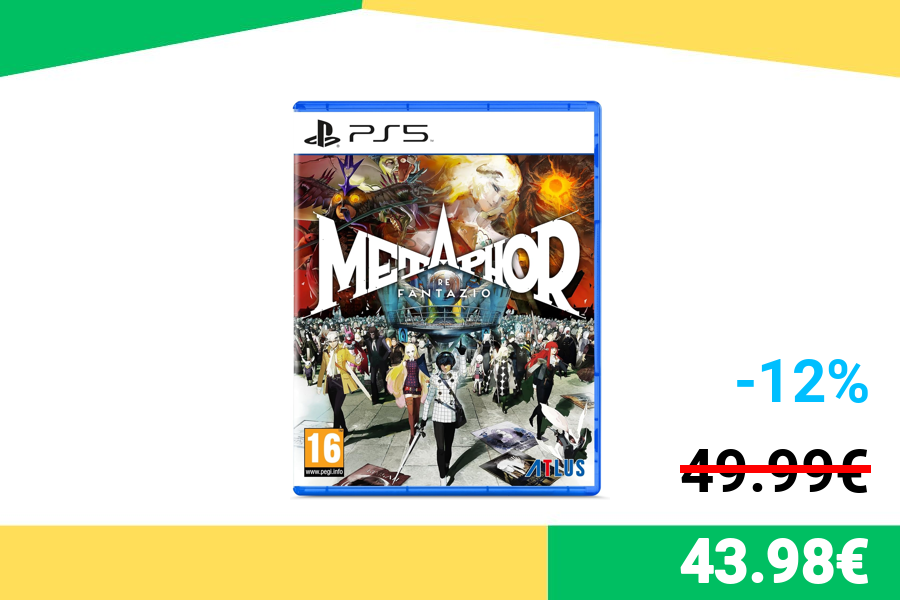 PS5
METAPHOR
RE
FANTAZIO
16
www.pegi.info
ATLUS
-12%
49.99€
43.98€